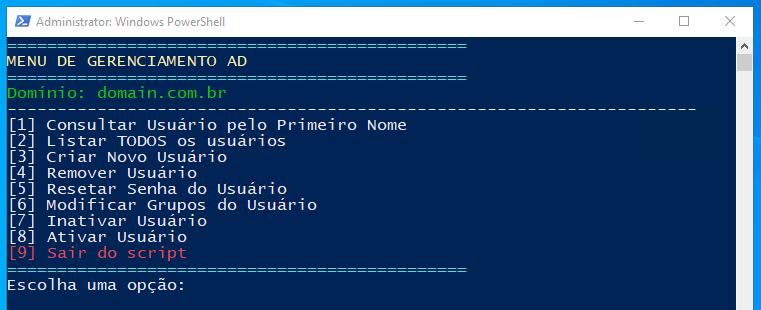 Administrator: Windows PowerShell
==============================================
MENU DE GERENCIAMENTO AD
==============================================
Domínio: domain.com.br
---------------------------------------------------------------------
[1] Consultar Usuário pelo Primeiro Nome
[2] Listar TODOS os usuários
[3] Criar Novo Usuário
[4] Remover Usuário
[5] Resetar Senha do Usuário
[6] Modificar Grupos do Usuário
[7] Inativar Usuário
[8] Ativar Usuário
[9] Sair do script
==============================================
Escolha uma opção: